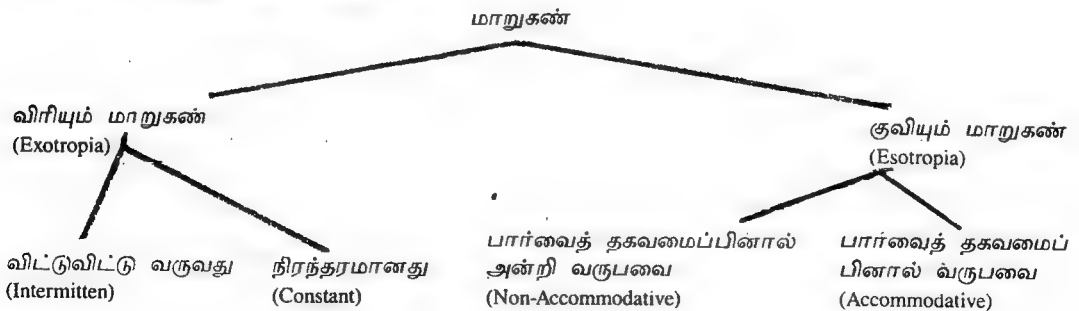 மாறுகண்
விரியும் மாறுகண்
(Exotropia)
குவியும் மாறுகண்
(Esotropia)
விட்டுவிட்டு வருவது
(Intermitten)
நிரந்தரமானது
(Constant)
பார்வைத் தகவமைப்பினால்
அன்றி வருபவை
(Non-Accommodative)
பார்வைத் தகவமைப்
பினால் வருபவை
(Accommodative)